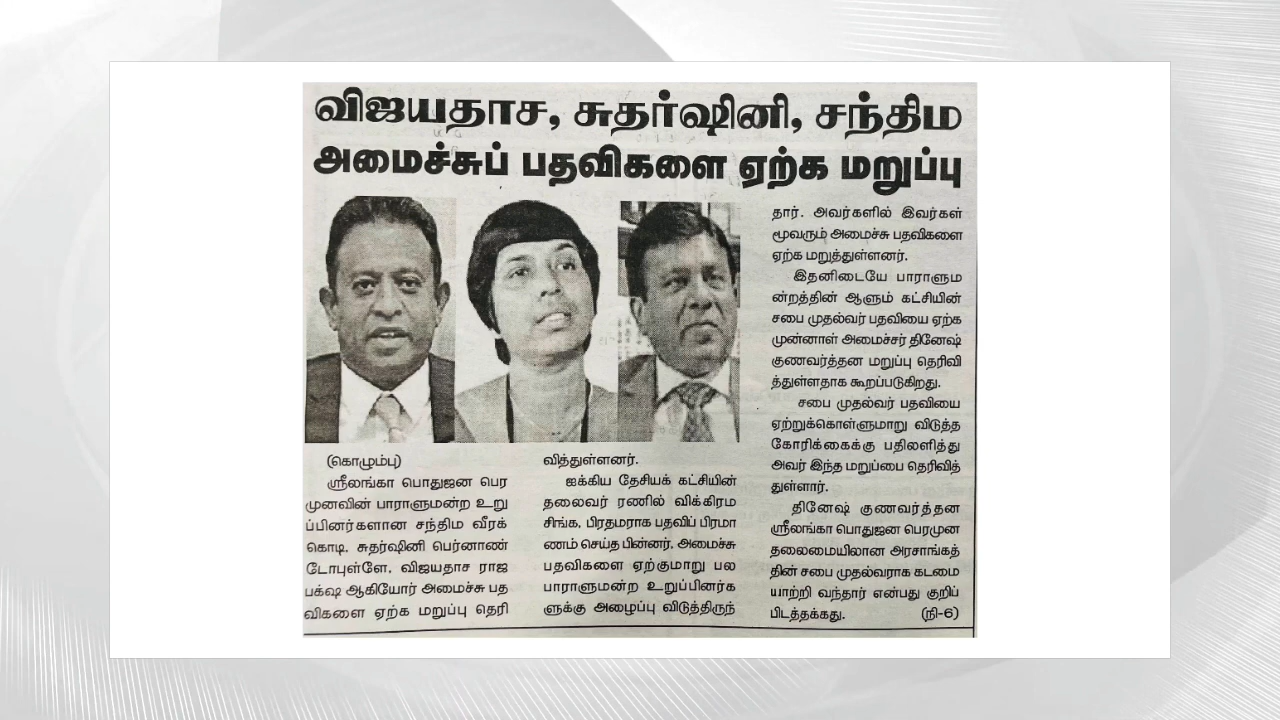 விஜயதாச, சுதர்ஷினி, சந்திம
அமைச்சுப் பதவிகளை ஏற்க மறுப்பு
(கொழும்பு)
ஸ்ரீலங்கா பொதுஜன பெர
முனவின் பாராளுமன்ற உறு
ப்பினர்களான சந்திம வீரக்
கொடி, சுதர்ஷினி பெர்னாண்
டோபுள்ளே, விஜயதாச ராஜ
பக்ஷ ஆகியோர் அமைச்சு பத
விகளை ஏற்க மறுப்பு தெரி
வித்துள்ளனர்.
ஐக்கிய தேசியக் கட்சியின்
தலைவர் ரணில் விக்கிரம
சிங்க, பிரதமராக பதவிப் பிரமா
ணம் செய்த பின்னர், அமைச்சு
பதவிகளை ஏற்குமாறு பல
பாராளுமன்ற உறுப்பினர்க
ளுக்கு அழைப்பு விடுத்திருந்
தார். அவர்களில் இவர்கள்
மூவரும் அமைச்சு பதவிகளை
ஏற்க மறுத்துள்ளனர்.
இதனிடையே பாராளும
ன்றத்தின் ஆளும் கட்சியின்
சபை முதல்வர் பதவியை ஏற்க
முன்னாள் அமைச்சர் தினேஷ்
குணவர்த்தன மறுப்பு தெரிவி
த்துள்ளதாக கூறப்படுகிறது.
சபை முதல்வர் பதவியை
ஏற்றுக்கொள்ளுமாறு விடுத்த
கோரிக்கைக்கு பதிலளித்து
அவர் இந்த மறுப்பை தெரிவித்
துள்ளார்.
தினேஷ் குணவர்த்தன
ஸ்ரீலங்கா பொதுஜன பெரமுன
தலைமையிலான அரசாங்கத்
தின் சபை முதல்வராக கடமை
யாற்றி வந்தார் என்பது குறிப்
பிடத்தக்கது. (நி-6)